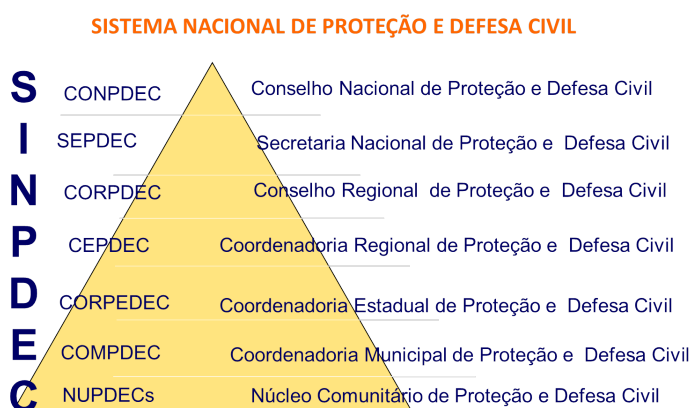 SISTEMA NACIONAL DE PROTEÇÃO E DEFESA CIVIL
SINPDEC
CONPDEC Conselho Nacional de Proteção e Defesa Civil
SEPDEC Secretaria Nacional de Proteção e Defesa Civil
CORPDEC Conselho Regional de Proteção e Defesa Civil
CEPDEC Coordenadoria Regional de Proteção e Defesa Civil
CORPEDEC Coordenadoria Estadual de Proteção e Defesa Civil
COMPDEC Coordenadoria Municipal de Proteção e Defesa Civil
NUPDECs Núcleo Comunitário de Proteção e Defesa Civil